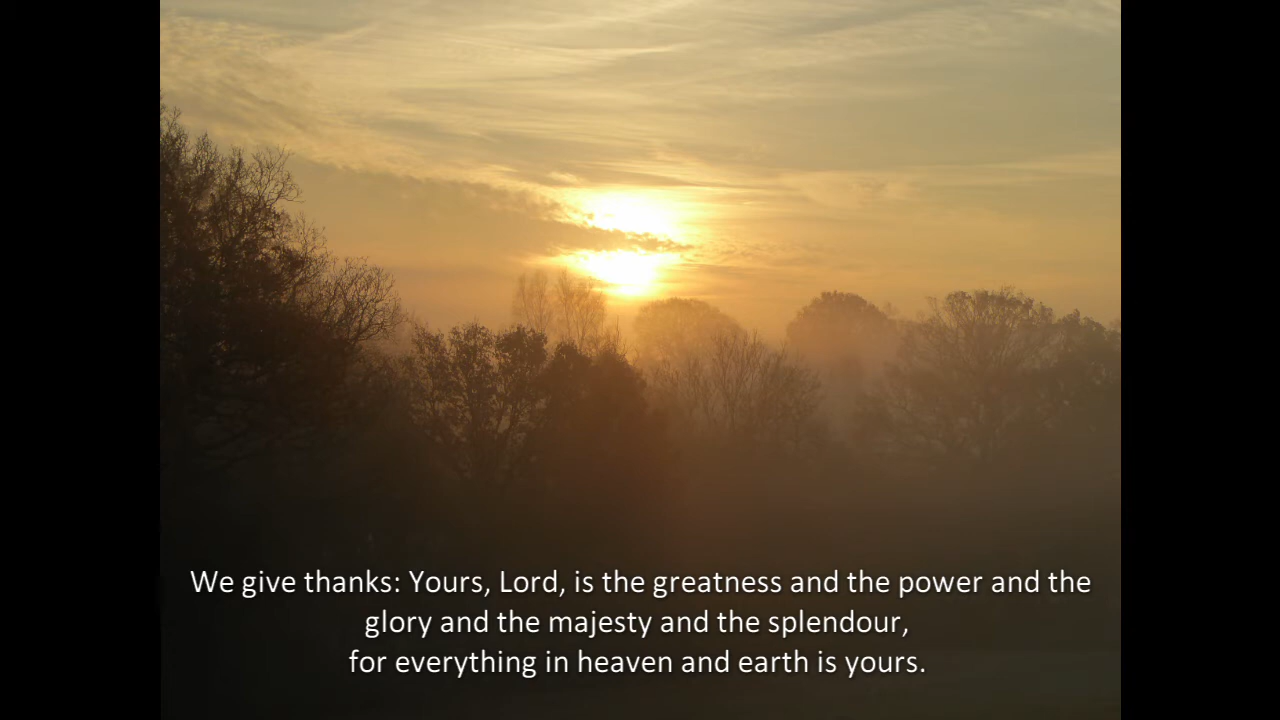 We give thanks: Yours, Lord, is the greatness and the power and the
glory and the majesty and the splendour,
for everything in heaven and earth is yours.